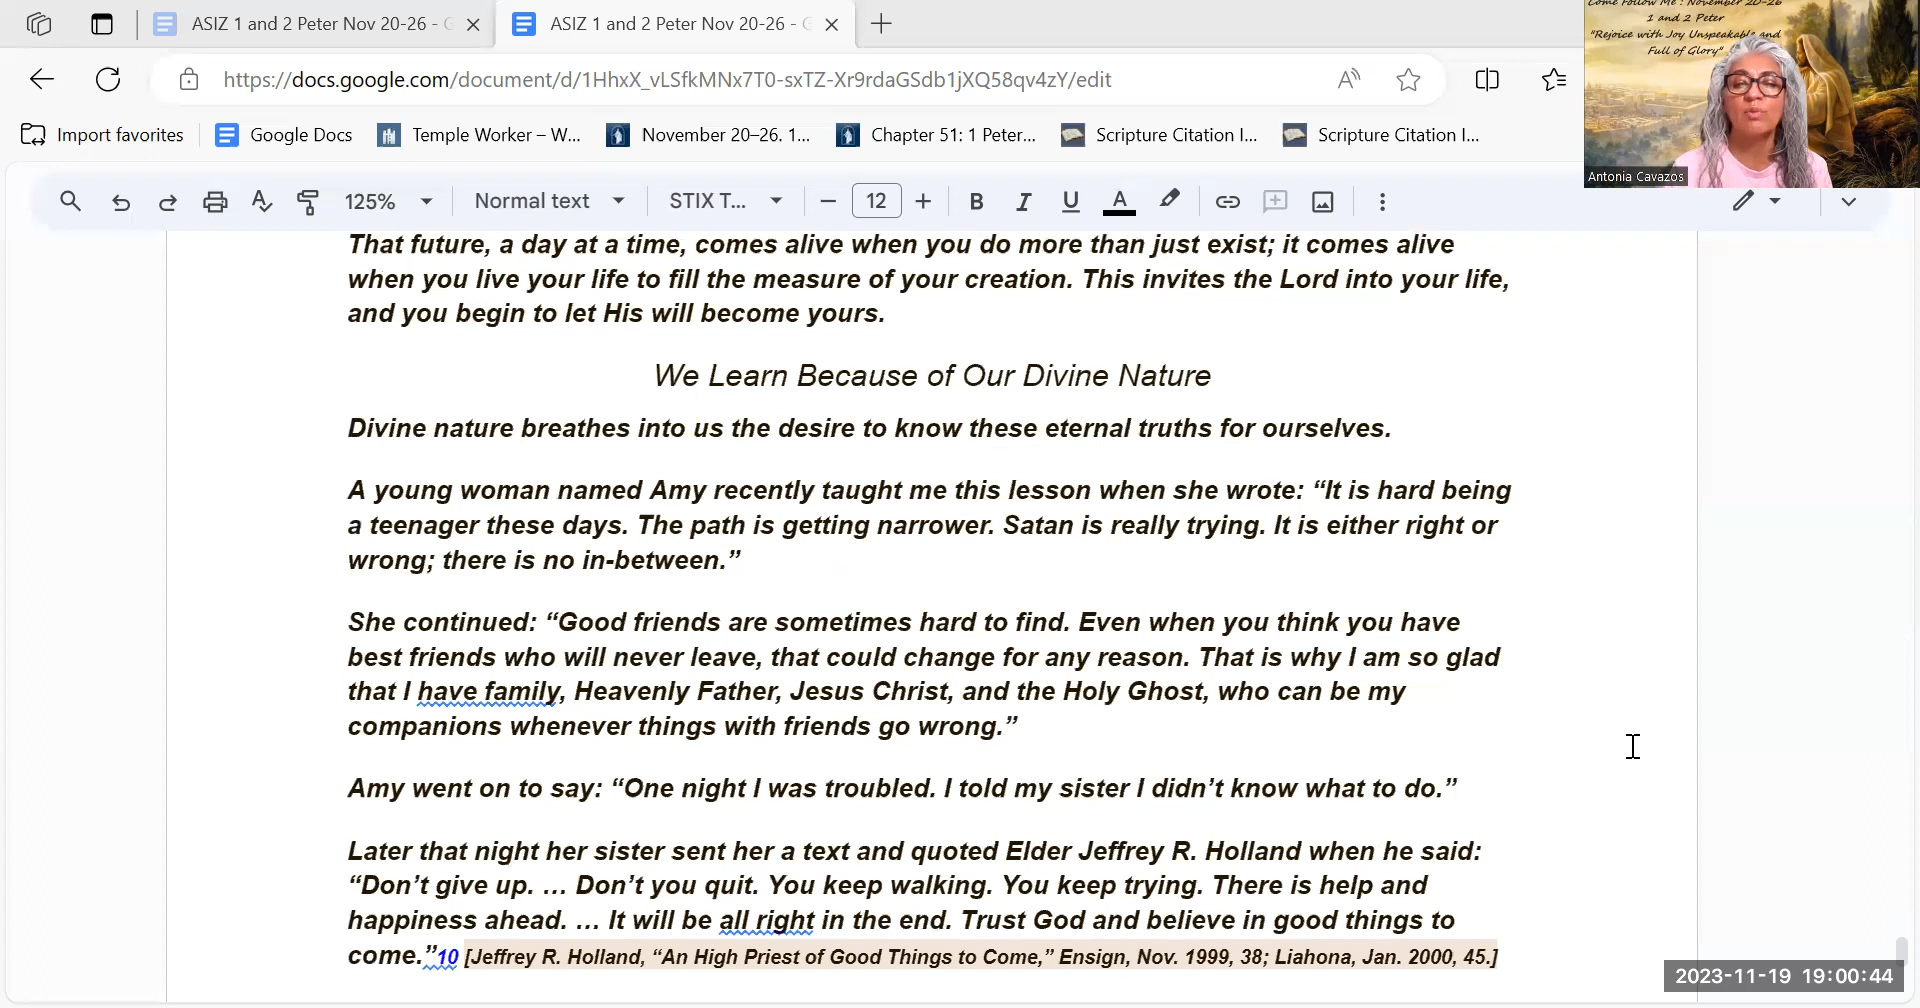 ASIZ 1 and 2 Peter Nov 20-26 - G
ASIZ 1 and 2 Peter Nov 20-26 - G
Come Follow Me : November 20-26
1 and 2 Peter
"Rejoice with Joy Unspeakable and
Full of Glory"
https://docs.google.com/document/d/1HhxX_vLSfkMNx7T0-sxTZ-Xr9rdaGSdb1jXQ58qv4zY/edit
Import favorites
Google Docs
Temple Worker – W...
November 20–26. 1...
Chapter 51: 1 Peter...
Scripture Citation I...
Scripture Citation I...
Antonia Cavazos
125%
Normal text
STIX T...
12
B I U A
That future, a day at a time, comes alive when you do more than just exist; it comes alive
when you live your life to fill the measure of your creation. This invites the Lord into your life,
and you begin to let His will become yours.
We Learn Because of Our Divine Nature
Divine nature breathes into us the desire to know these eternal truths for ourselves.
A young woman named Amy recently taught me this lesson when she wrote: “It is hard being
a teenager these days. The path is getting narrower. Satan is really trying. It is either right or
wrong; there is no in-between.”
She continued: “Good friends are sometimes hard to find. Even when you think you have
best friends who will never leave, that could change for any reason. That is why I am so glad
that I have family, Heavenly Father, Jesus Christ, and the Holy Ghost, who can be my
companions whenever things with friends go wrong.”
Amy went on to say: “One night I was troubled. I told my sister I didn’t know what to do.”
Later that night her sister sent her a text and quoted Elder Jeffrey R. Holland when he said:
“Don’t give up. … Don’t you quit. You keep walking. You keep trying. There is help and
happiness ahead. … It will be all right in the end. Trust God and believe in good things to
come.”10 [Jeffrey R. Holland, “An High Priest of Good Things to Come,” Ensign, Nov. 1999, 38; Liahona, Jan. 2000, 45.]
2023-11-19 19:00:44